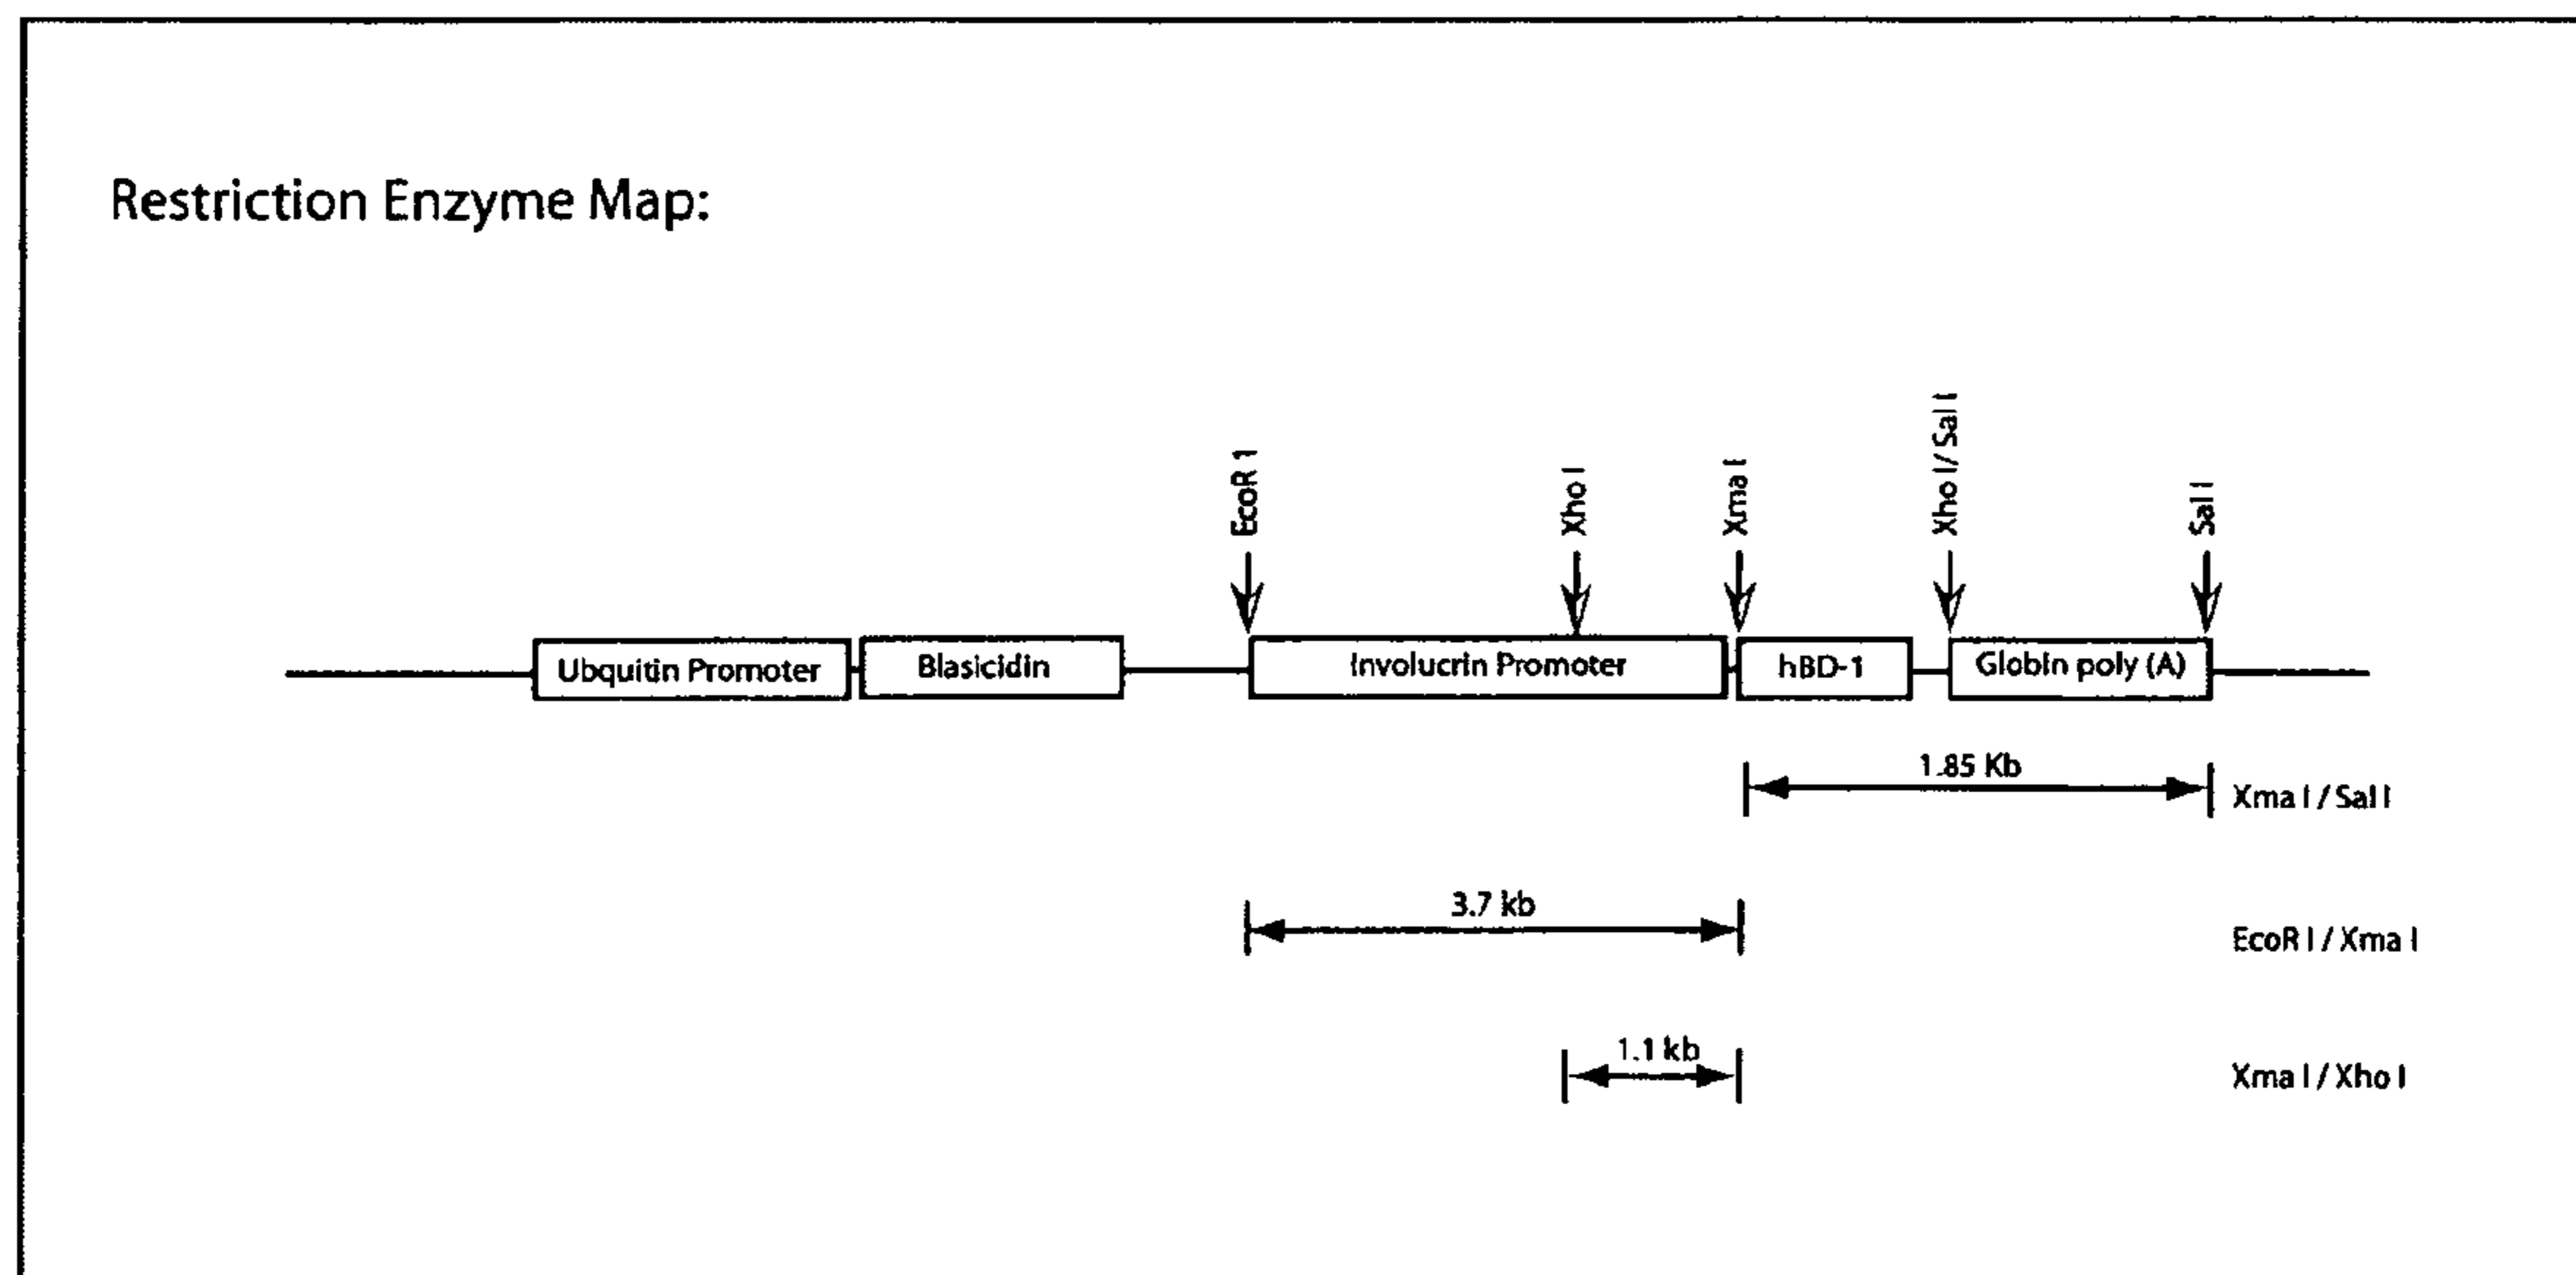 Restriction Enzyme Map:
EcoR 1
Xho I
Xma I
Xho I / Sal I
Sal I
Ubquitin Promoter
Blasicidin
Involucrin Promoter
hBD-1
Globin poly (A)
1.85 Kb
Xma I / Sal I
3.7 kb
EcoR I / Xma I
1.1 kb
Xma I / Xho I